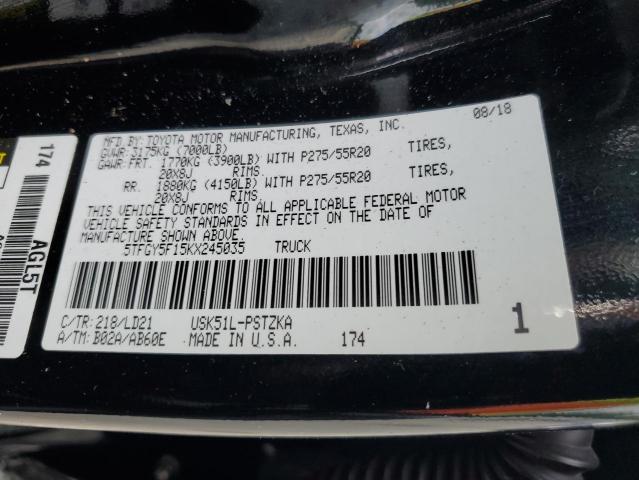 MFD. BY: TOYOTA MOTOR MANUFACTURING, TEXAS, INC. 08/18
GVWR 3175KG (7000LB)
GAWR FRT. 1770KG (3900LB) WITH P275/55R20 TIRES,
20X8J RIMS.
RR. 1880KG (4150LB) WITH P275/55R20 TIRES,
20X8J RIMS,
THIS VEHICLE CONFORMS TO ALL APPLICABLE FEDERAL MOTOR
VEHICLE SAFETY STANDARDS IN EFFECT ON THE DATE OF
MANUFACTURE SHOWN ABOVE.
5TFGY5F15KX245035 TRUCK
C/TR: 218/LD21 USK51L-PSTZKA
A/TM: B02A/AB60E MADE IN U.S.A. 174
1
174
AGL5T